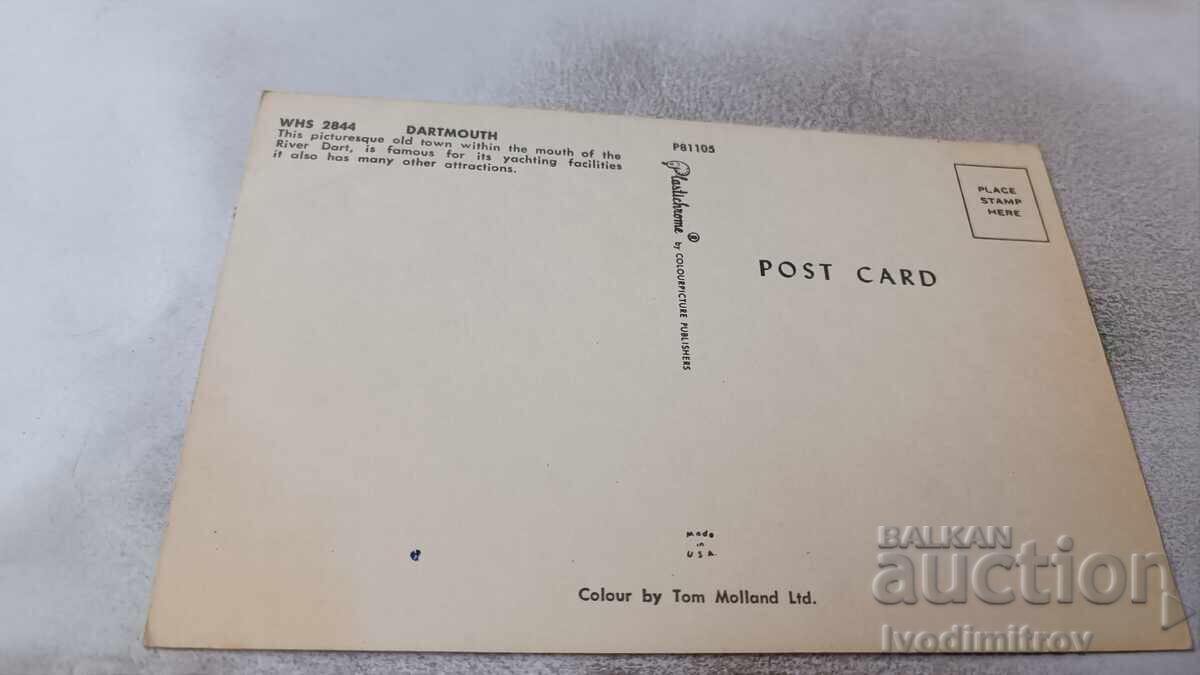 WHS 2844 DARTMOUTH
This picturesque old town within the mouth of the
River Dart, is famous for its yachting facilities
it also has many other attractions.
P81105
Plastichrome ® by COLOURPICTURE PUBLISHERS
PLACE
STAMP
HERE
POST CARD
Made
in
U.S.A.
Colour by Tom Molland Ltd.
BALKAN
auction
Ivodimitrov